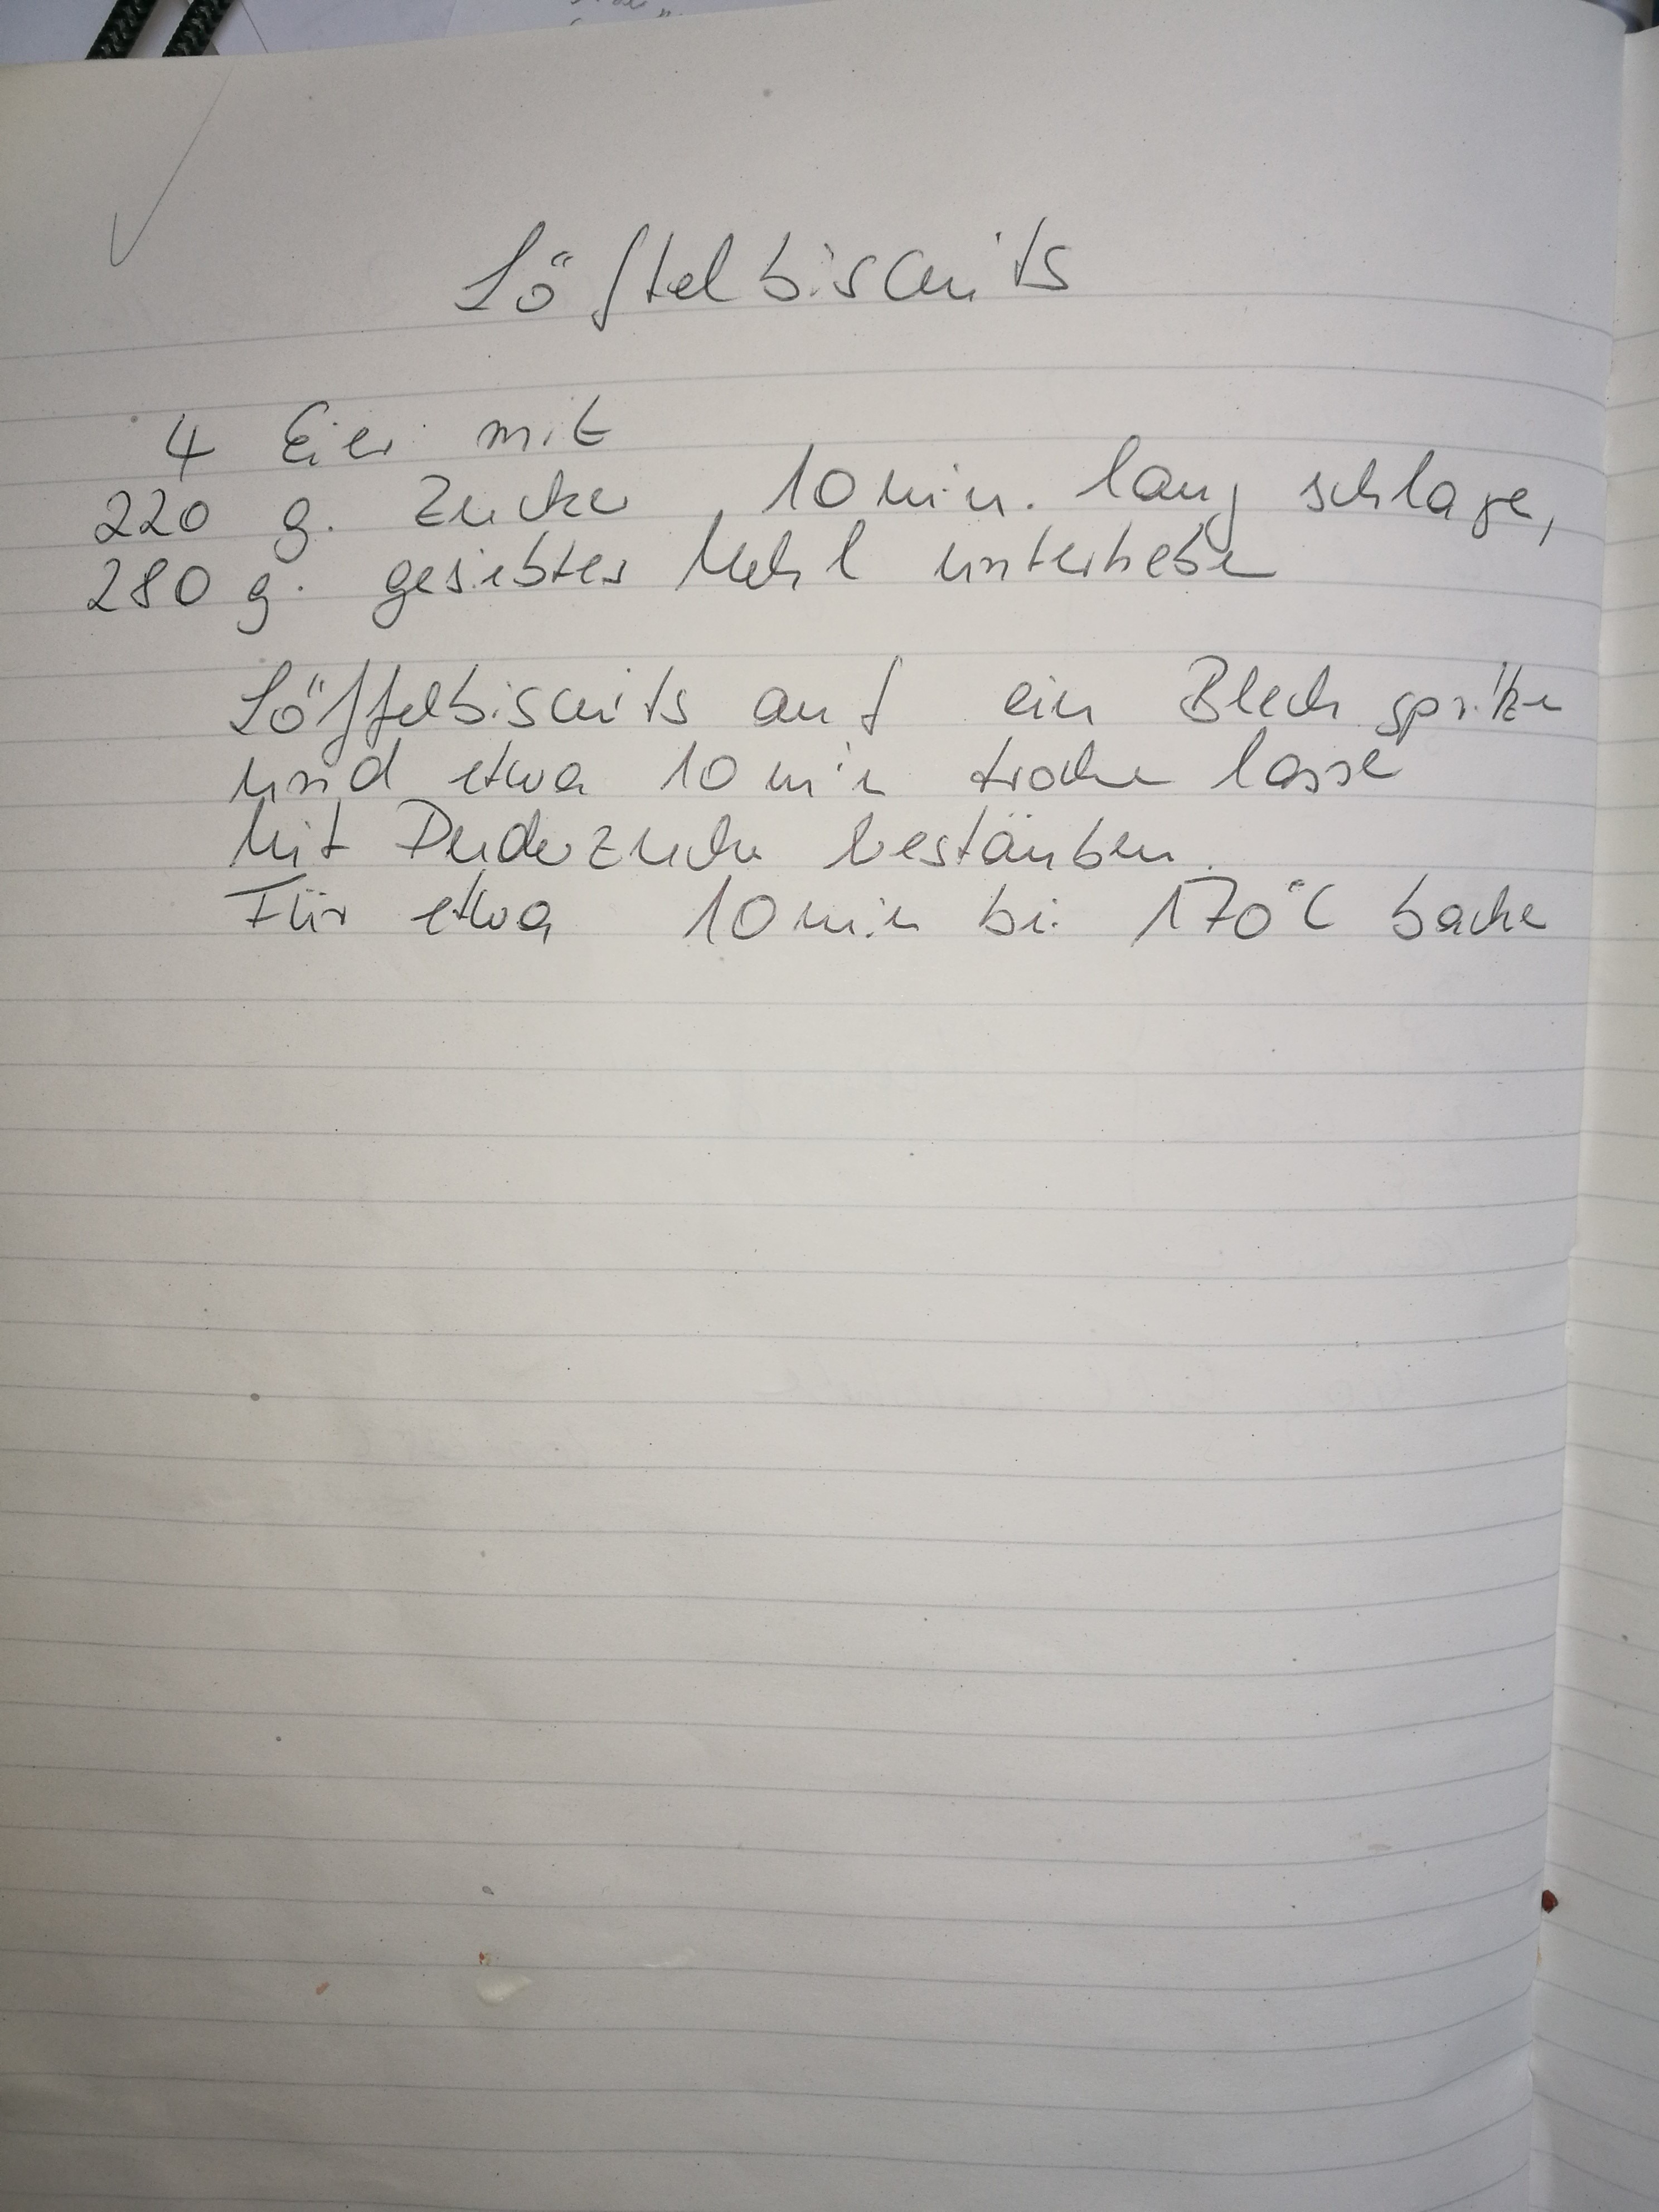 Löffelbiscuits
4 Eier mit
220 g. Zucker 10 min. lang schlagen,
280 g. gesiebtes Mehl unterheben
Löffelbiscuits auf ein Blech spritzen
und etwa 10 min trocken lassen
Mit Puderzucker bestäuben.
Für etwa 10 min bei 170°C backen